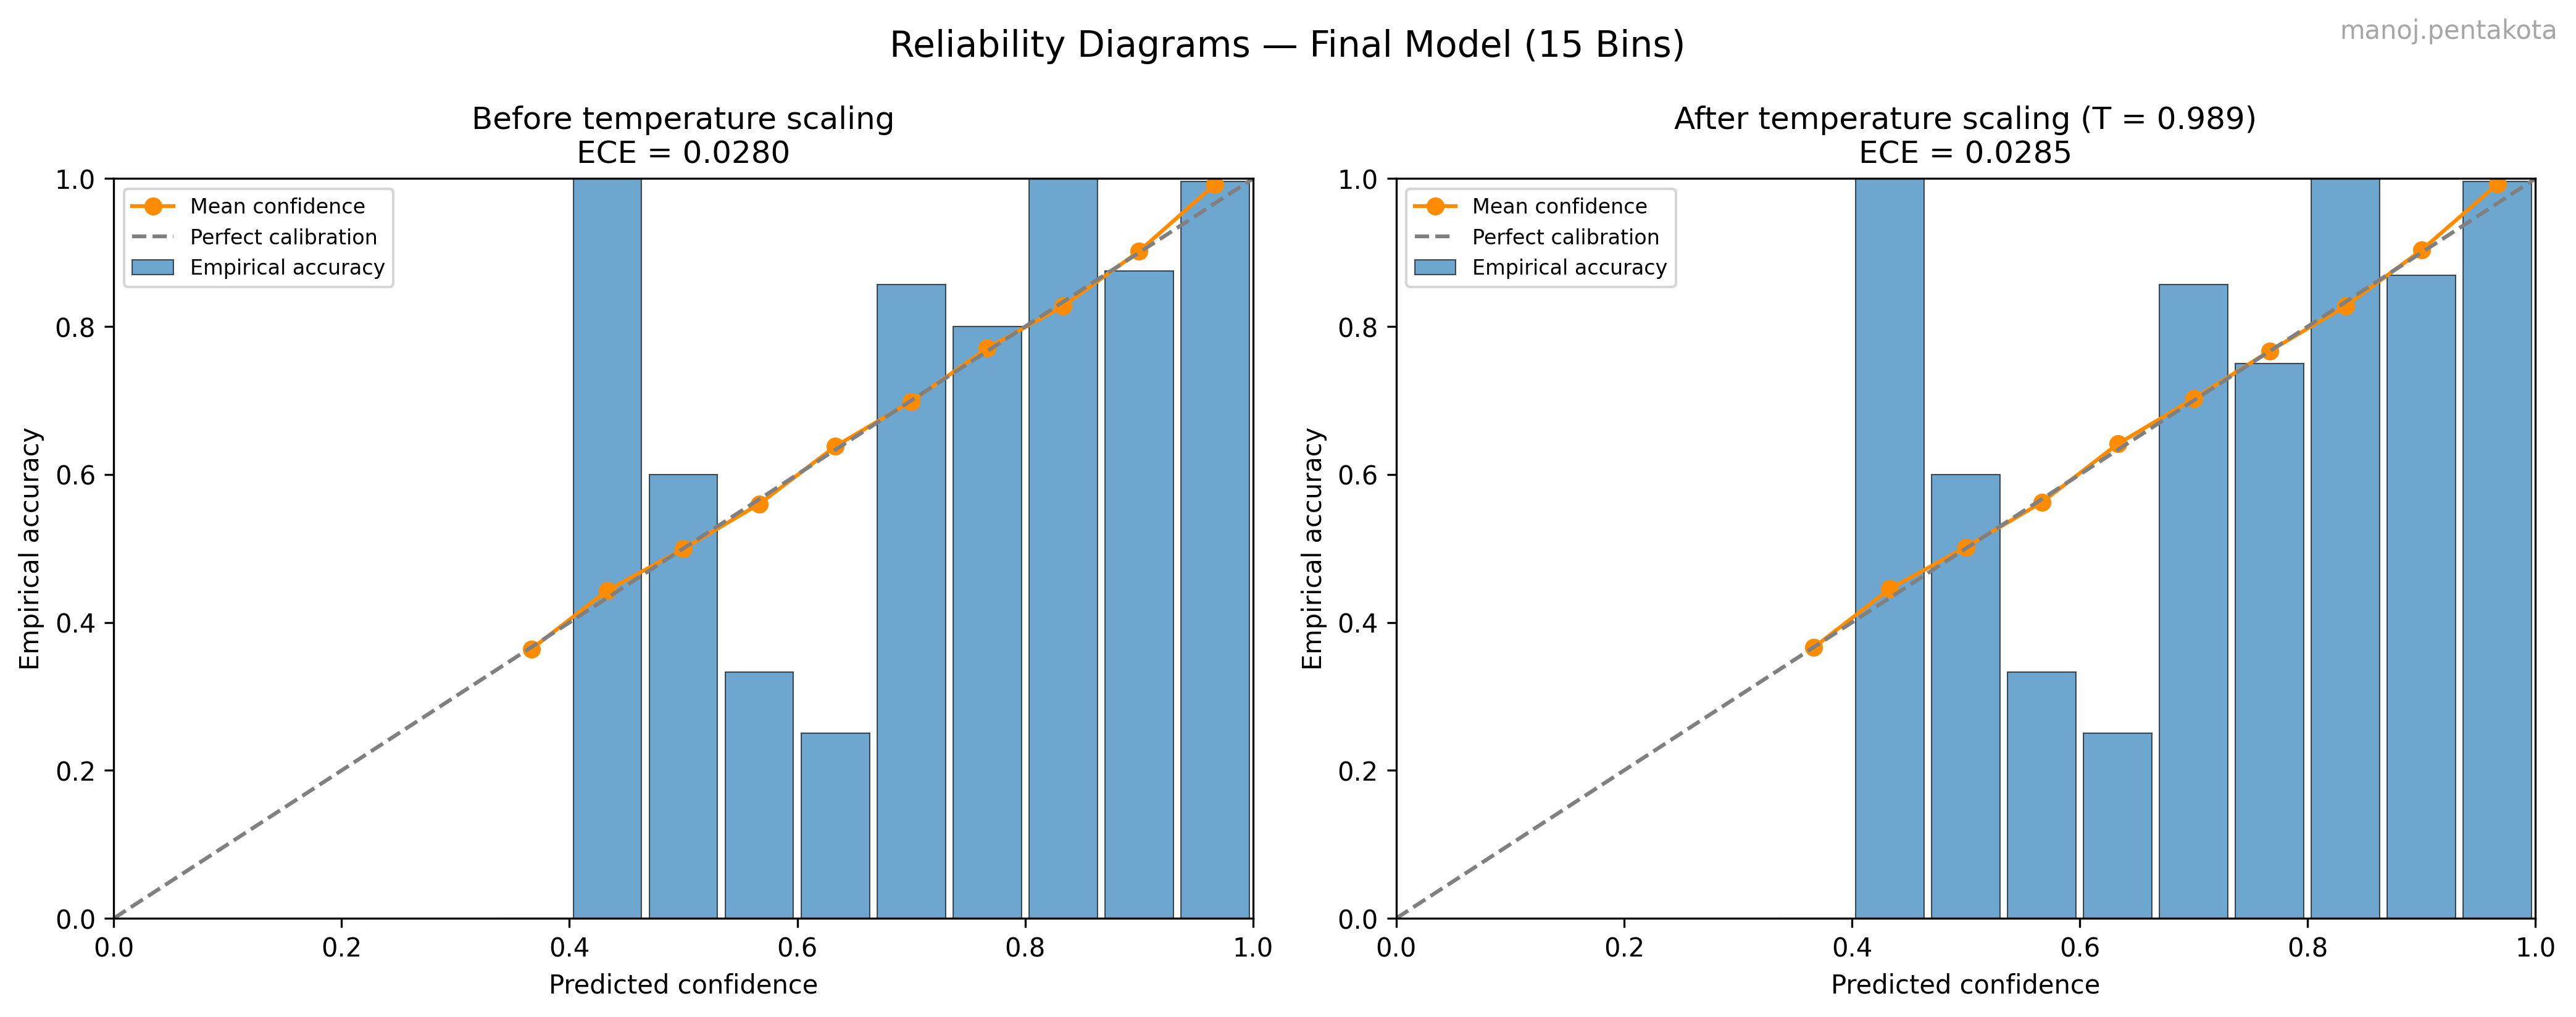 manoj.pentakota
Reliability Diagrams — Final Model (15 Bins)
Before temperature scaling
ECE = 0.0280
Mean confidence
Perfect calibration
Empirical accuracy
Empirical accuracy
1.0
0.8
0.6
0.4
0.2
0.0
0.0 0.2 0.4 0.6 0.8 1.0
Predicted confidence
After temperature scaling (T = 0.989)
ECE = 0.0285
Mean confidence
Perfect calibration
Empirical accuracy
Empirical accuracy
1.0
0.8
0.6
0.4
0.2
0.0
0.0 0.2 0.4 0.6 0.8 1.0
Predicted confidence